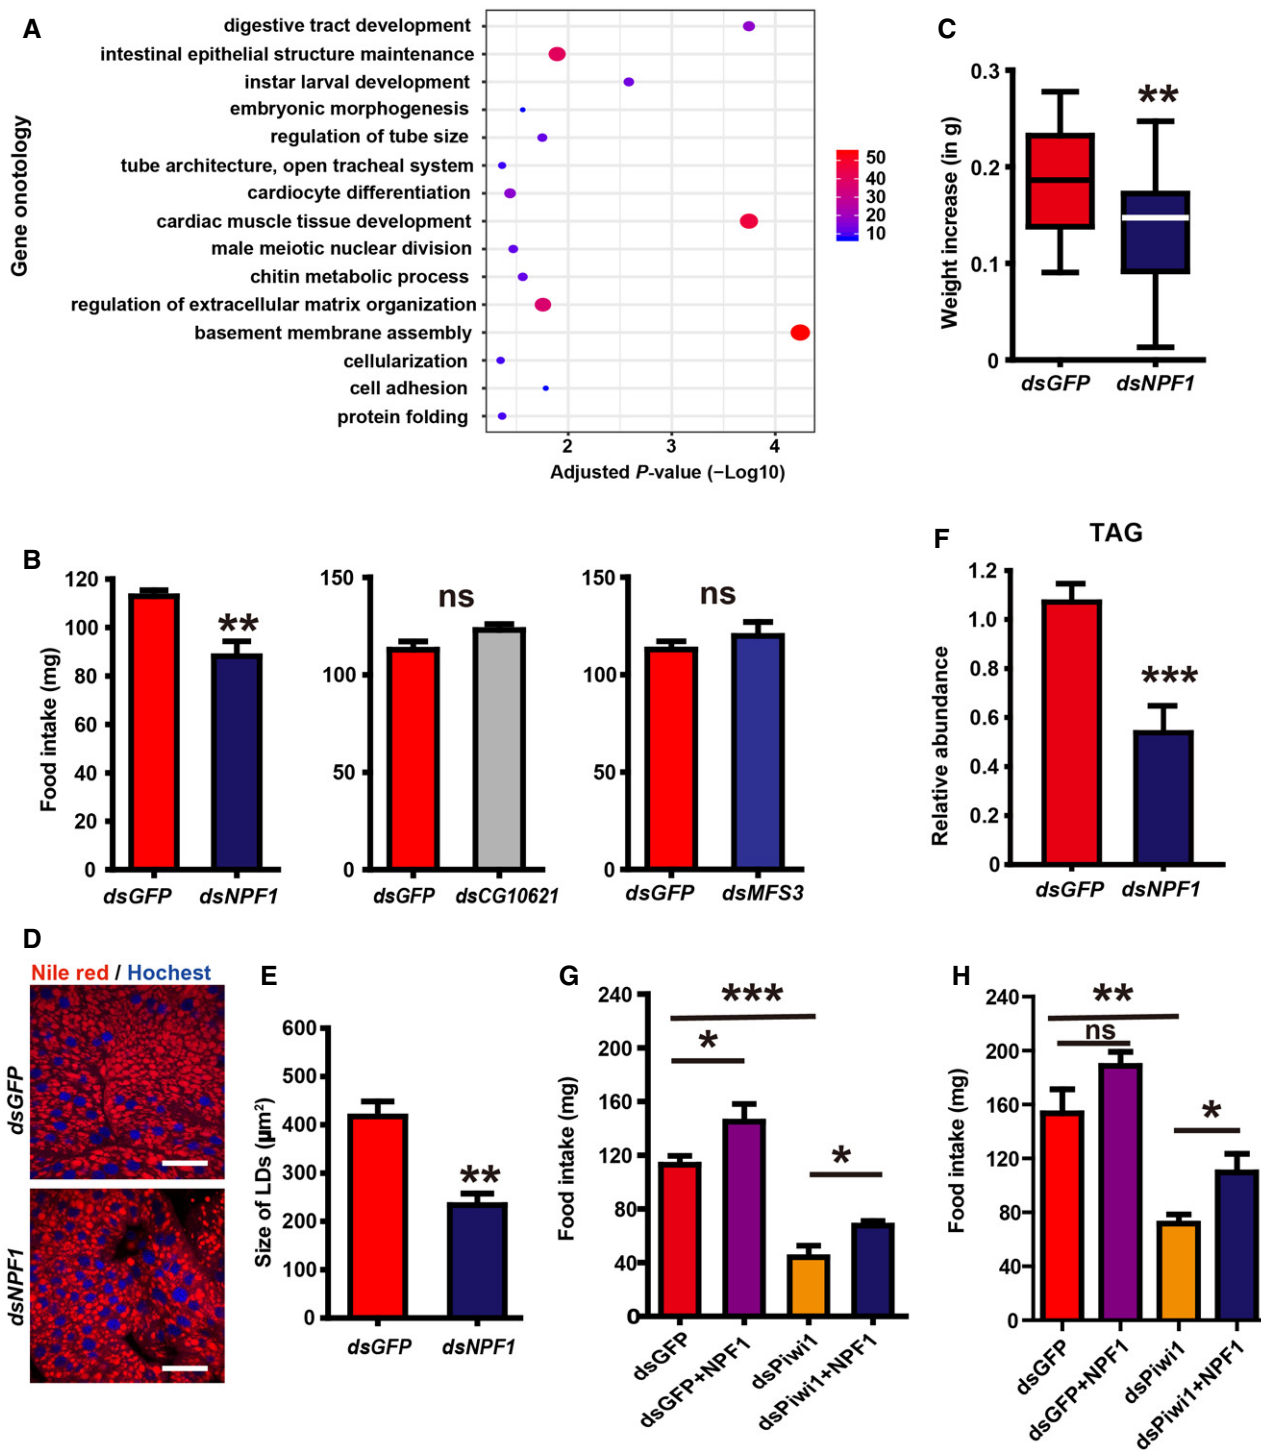 A
Gene onotology
digestive tract development
intestinal epithelial structure maintenance
instar larval development
embryonic morphogenesis
regulation of tube size
tube architecture, open tracheal system
cardiocyte differentiation
cardiac muscle tissue development
male meiotic nuclear division
chitin metabolic process
regulation of extracellular matrix organization
basement membrane assembly
cellularization
cell adhesion
protein folding
2 3 4
Adjusted P-value (−Log10)
50
40
30
20
10
C
Weight increase (in g)
0.3
0.2
0.1
0
**
dsGFP dsNPF1
B
Food intake (mg)
120
100
80
60
40
20
0
**
dsGFP dsNPF1
150
100
50
0
ns
dsGFP dsCG10621
150
100
50
0
ns
dsGFP dsMFS3
F
TAG
Relative abundance
1.2
1.0
0.8
0.6
0.4
0.2
0
***
dsGFP dsNPF1
D
Nile red / Hochest
dsGFP
dsNPF1
E
Size of LDs (µm²)
600
500
400
300
200
100
0
**
dsGFP dsNPF1
G
Food intake (mg)
240
200
160
120
80
40
0
***
*
*
dsGFP
dsGFP+NPF1
dsPiwi1
dsPiwi1+NPF1
H
Food intake (mg)
240
200
160
120
80
40
0
**
ns
*
dsGFP
dsGFP+NPF1
dsPiwi1
dsPiwi1+NPF1